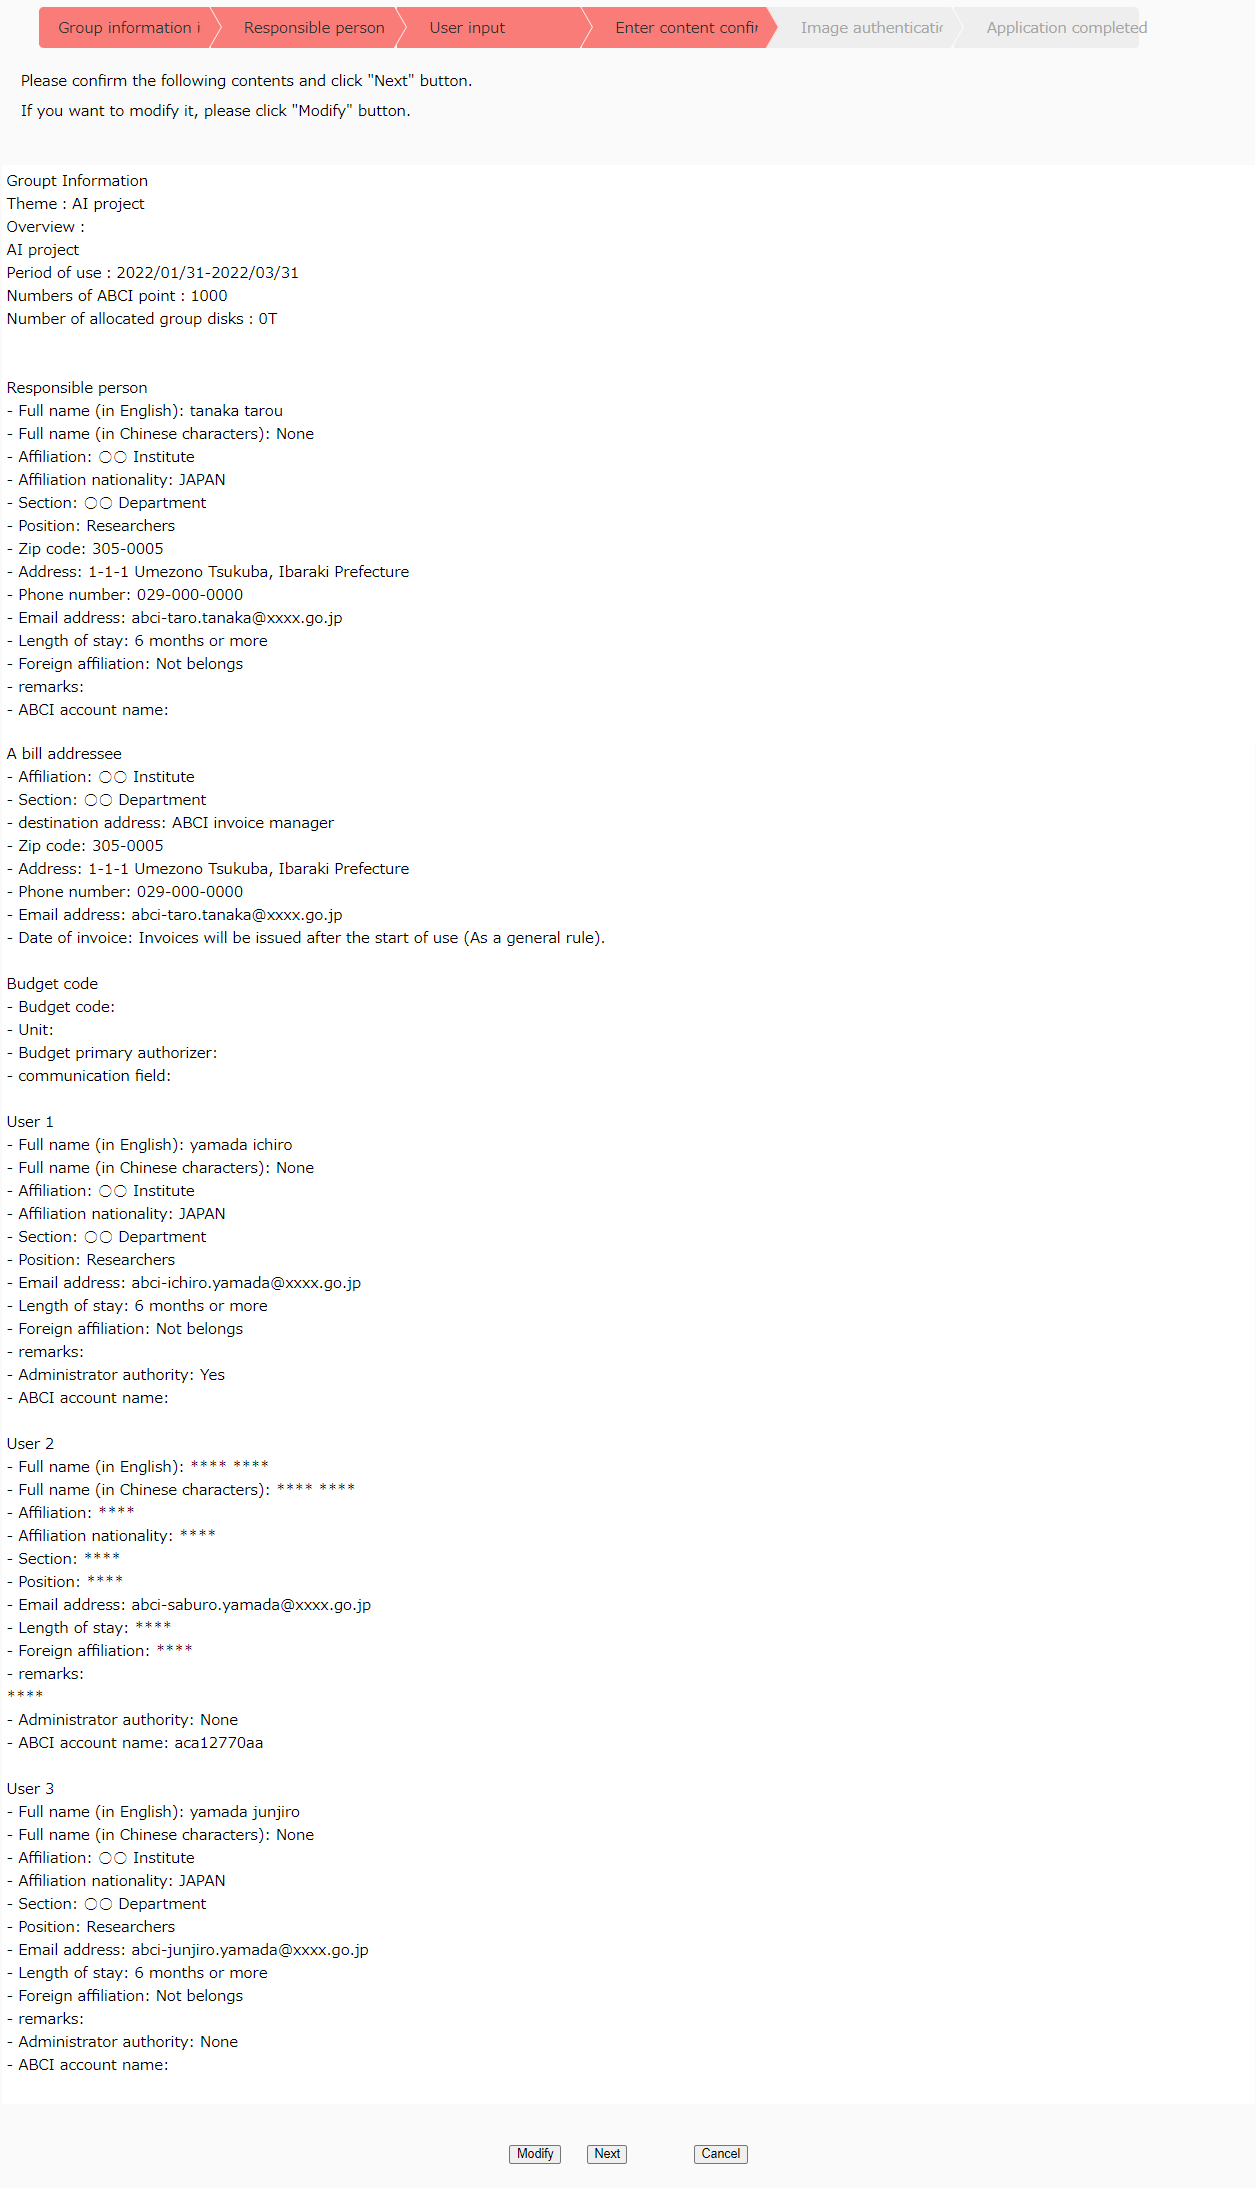 Group information i
Responsible person
User input
Enter content confir
Image authenticatic
Application completed
Please confirm the following contents and click "Next" button.
If you want to modify it, please click "Modify" button.
Groupt Information
Theme : AI project
Overview :
AI project
Period of use : 2022/01/31-2022/03/31
Numbers of ABCI point : 1000
Number of allocated group disks : 0T
Responsible person
- Full name (in English): tanaka tarou
- Full name (in Chinese characters): None
- Affiliation: 〇〇 Institute
- Affiliation nationality: JAPAN
- Section: 〇〇 Department
- Position: Researchers
- Zip code: 305-0005
- Address: 1-1-1 Umezono Tsukuba, Ibaraki Prefecture
- Phone number: 029-000-0000
- Email address: abci-taro.tanaka@xxxx.go.jp
- Length of stay: 6 months or more
- Foreign affiliation: Not belongs
- remarks:
- ABCI account name:
A bill addressee
- Affiliation: 〇〇 Institute
- Section: 〇〇 Department
- destination address: ABCI invoice manager
- Zip code: 305-0005
- Address: 1-1-1 Umezono Tsukuba, Ibaraki Prefecture
- Phone number: 029-000-0000
- Email address: abci-taro.tanaka@xxxx.go.jp
- Date of invoice: Invoices will be issued after the start of use (As a general rule).
Budget code
- Budget code:
- Unit:
- Budget primary authorizer:
- communication field:
User 1
- Full name (in English): yamada ichiro
- Full name (in Chinese characters): None
- Affiliation: 〇〇 Institute
- Affiliation nationality: JAPAN
- Section: 〇〇 Department
- Position: Researchers
- Email address: abci-ichiro.yamada@xxxx.go.jp
- Length of stay: 6 months or more
- Foreign affiliation: Not belongs
- remarks:
- Administrator authority: Yes
- ABCI account name:
User 2
- Full name (in English): **** ****
- Full name (in Chinese characters): **** ****
- Affiliation: ****
- Affiliation nationality: ****
- Section: ****
- Position: ****
- Email address: abci-saburo.yamada@xxxx.go.jp
- Length of stay: ****
- Foreign affiliation: ****
- remarks:
****
- Administrator authority: None
- ABCI account name: aca12770aa
User 3
- Full name (in English): yamada junjiro
- Full name (in Chinese characters): None
- Affiliation: 〇〇 Institute
- Affiliation nationality: JAPAN
- Section: 〇〇 Department
- Position: Researchers
- Email address: abci-junjiro.yamada@xxxx.go.jp
- Length of stay: 6 months or more
- Foreign affiliation: Not belongs
- remarks:
- Administrator authority: None
- ABCI account name:
Modify
Next
Cancel